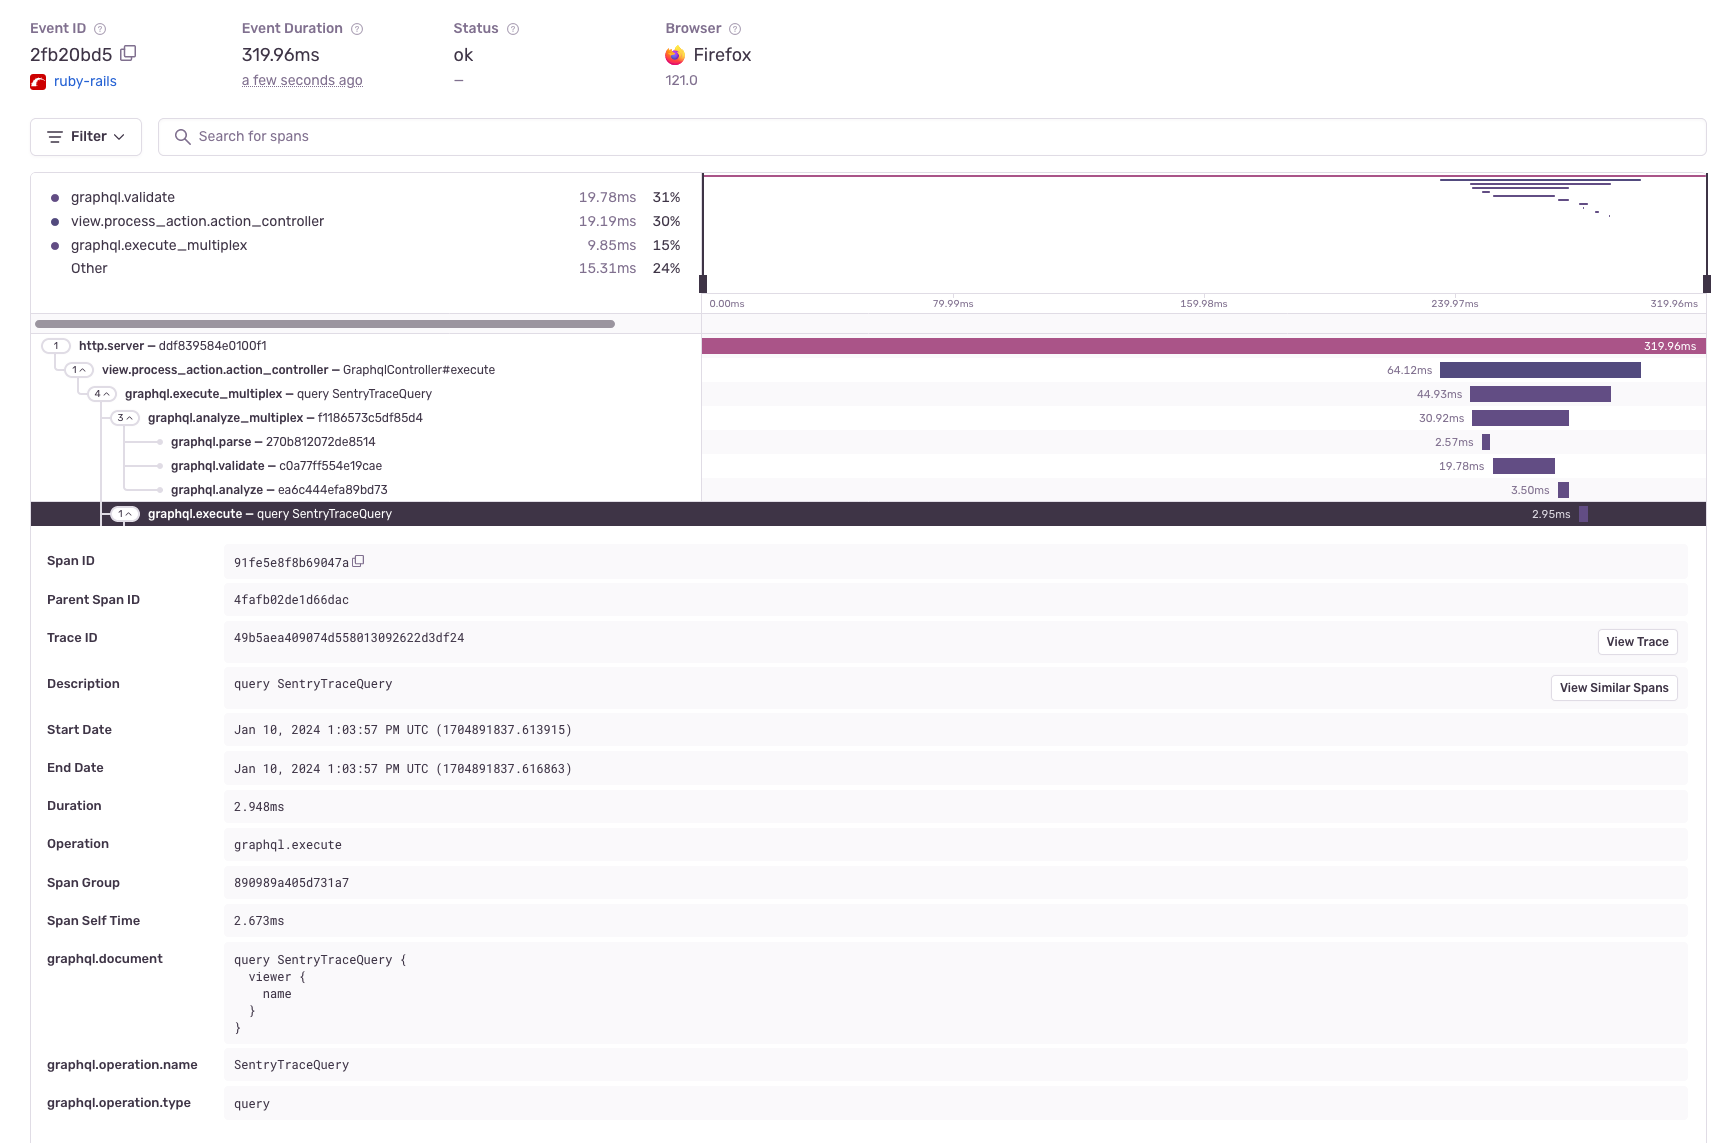 Event ID
Event Duration
Status
Browser
2fb20bd5
319.96ms
ok
Firefox
ruby-rails
a few seconds ago
–
121.0
Filter
Search for spans
graphql.validate 19.78ms 31%
view.process_action.action_controller 19.19ms 30%
graphql.execute_multiplex 9.85ms 15%
Other 15.31ms 24%
0.00ms 79.99ms 159.98ms 239.97ms 319.96ms
1 http.server – ddf839584e0100f1 319.96ms
1 view.process_action.action_controller – GraphqlController#execute 64.12ms
4 graphql.execute_multiplex – query SentryTraceQuery 44.93ms
3 graphql.analyze_multiplex – f1186573c5df85d4 30.92ms
graphql.parse – 270b812072de8514 2.57ms
graphql.validate – c0a77ff554e19cae 19.78ms
graphql.analyze – ea6c444efa89bd73 3.50ms
1 graphql.execute – query SentryTraceQuery 2.95ms
Span ID 91fe5e8f8b69047a
Parent Span ID 4fafb02de1d66dac
Trace ID 49b5aea409074d558013092622d3df24 View Trace
Description query SentryTraceQuery View Similar Spans
Start Date Jan 10, 2024 1:03:57 PM UTC (1704891837.613915)
End Date Jan 10, 2024 1:03:57 PM UTC (1704891837.616863)
Duration 2.948ms
Operation graphql.execute
Span Group 890989a405d731a7
Span Self Time 2.673ms
graphql.document query SentryTraceQuery {
viewer {
name
}
}
graphql.operation.name SentryTraceQuery
graphql.operation.type query